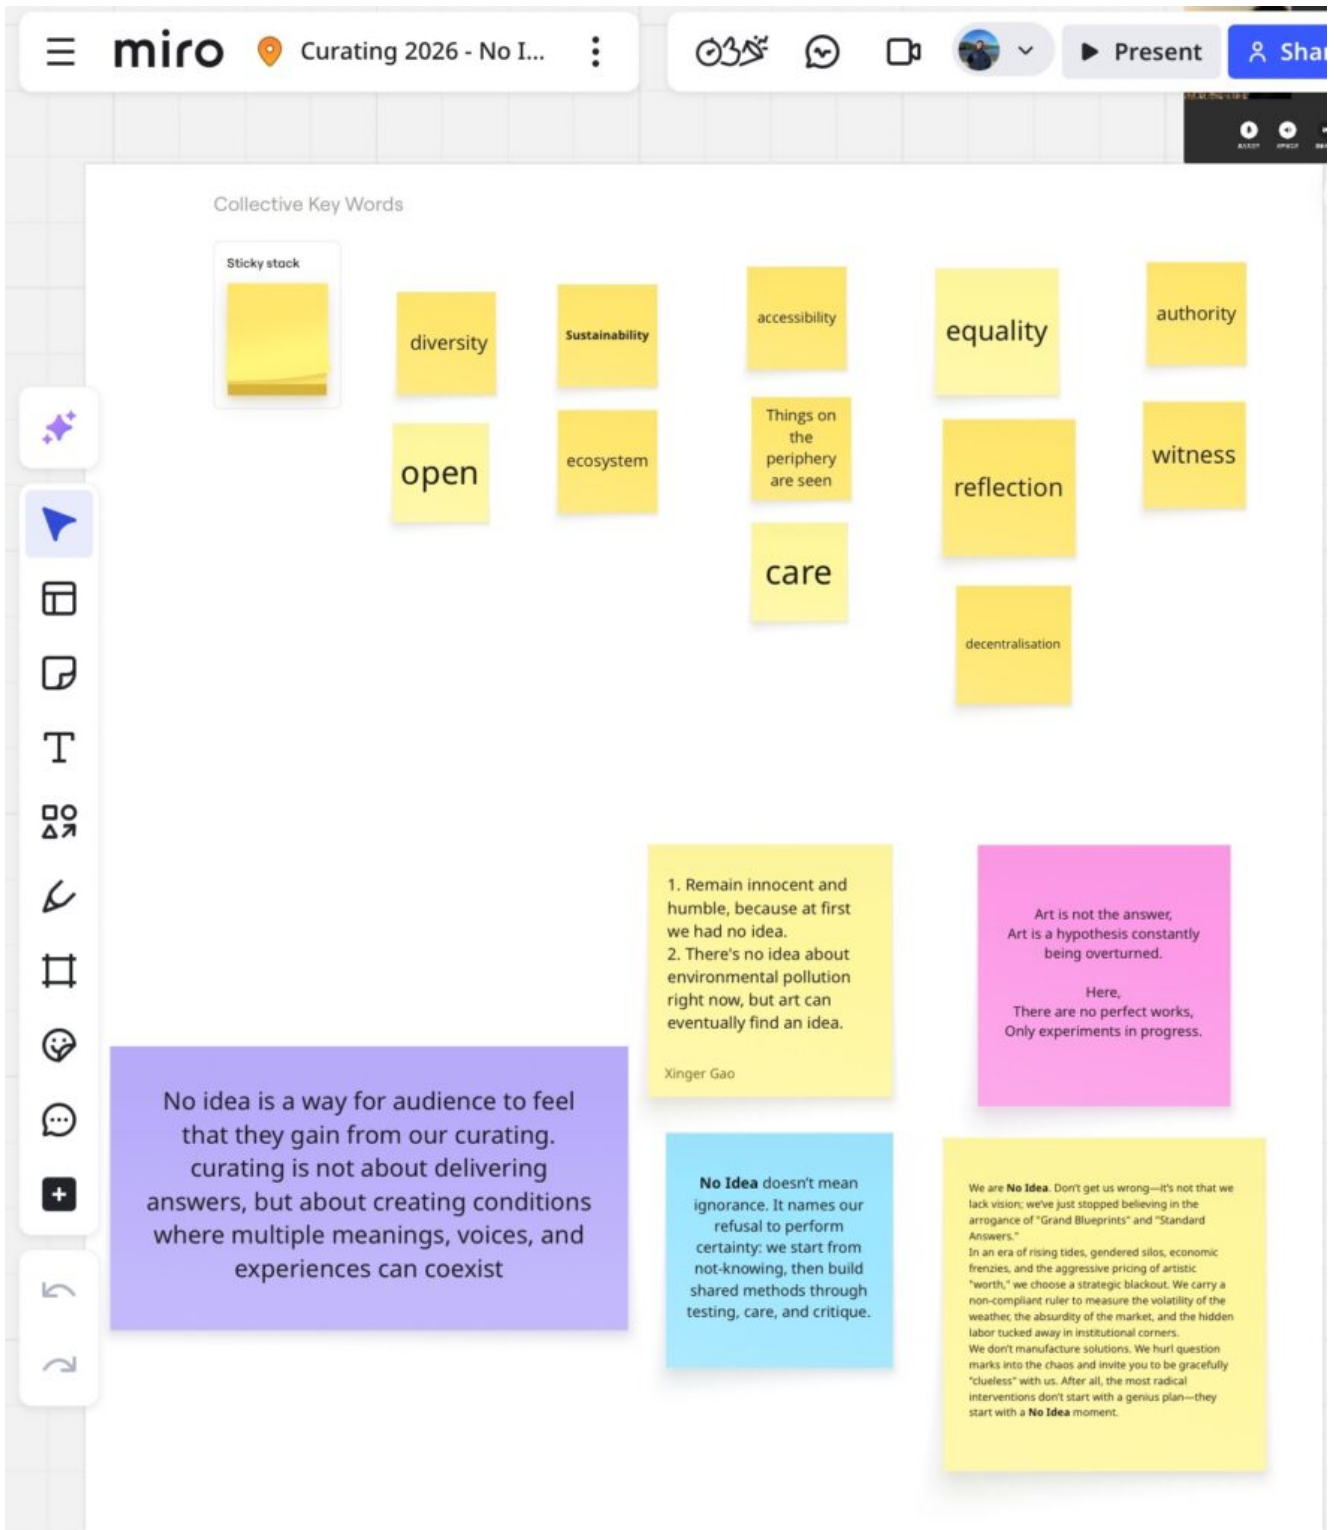 miro
Curating 2026 - No I...
Present
Shar
Collective Key Words
Sticky stack
diversity
Sustainability
accessibility
equality
authority
open
ecosystem
Things on
the
periphery
are seen
reflection
witness
care
decentralisation
1. Remain innocent and
humble, because at first
we had no idea.
2. There's no idea about
environmental pollution
right now, but art can
eventually find an idea.
Xinger Gao
Art is not the answer,
Art is a hypothesis constantly
being overturned.
Here,
There are no perfect works,
Only experiments in progress.
No idea is a way for audience to feel
that they gain from our curating.
curating is not about delivering
answers, but about creating conditions
where multiple meanings, voices, and
experiences can coexist
No Idea doesn't mean
ignorance. It names our
refusal to perform
certainty: we start from
not-knowing, then build
shared methods through
testing, care, and critique.
We are No Idea. Don't get us wrong—it's not that we
lack vision; we've just stopped believing in the
arrogance of "Grand Blueprints" and "Standard
Answers."
In an era of rising tides, gendered silos, economic
frenzies, and the aggressive pricing of artistic
"worth," we choose a strategic blackout. We carry a
non-compliant ruler to measure the volatility of the
weather, the absurdity of the market, and the hidden
labor tucked away in institutional corners.
We don't manufacture solutions. We hurl question
marks into the chaos and invite you to be gracefully
"clueless" with us. After all, the most radical
interventions don't start with a genius plan—they
start with a No Idea moment.